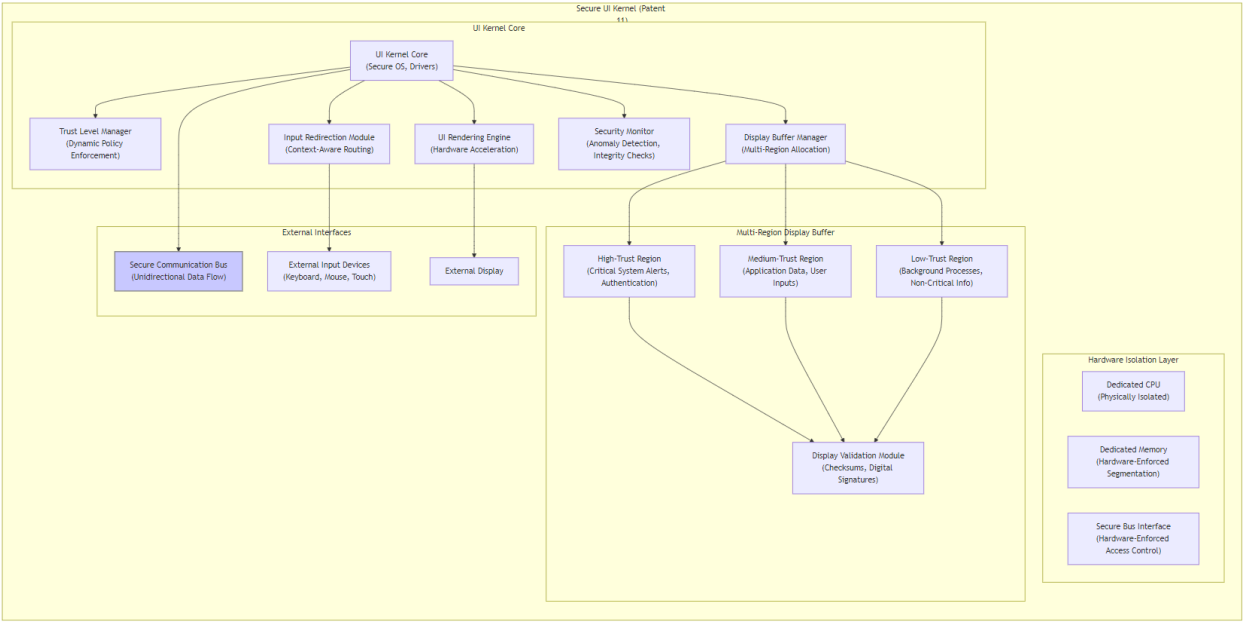 Secure UI Kernel (Patent
11)
UI Kernel Core
UI Kernel Core
(Secure OS, Drivers)
Trust Level Manager
(Dynamic Policy
Enforcement)
Input Redirection Module
(Context-Aware Routing)
UI Rendering Engine
(Hardware Acceleration)
Security Monitor
(Anomaly Detection,
Integrity Checks)
Display Buffer Manager
(Multi-Region Allocation)
External Interfaces
Secure Communication Bus
(Unidirectional Data Flow)
External Input Devices
(Keyboard, Mouse, Touch)
External Display
Multi-Region Display Buffer
High-Trust Region
(Critical System Alerts,
Authentication)
Medium-Trust Region
(Application Data, User
Inputs)
Low-Trust Region
(Background Processes,
Non-Critical Info)
Display Validation Module
(Checksums, Digital
Signatures)
Hardware Isolation Layer
Dedicated CPU
(Physically Isolated)
Dedicated Memory
(Hardware-Enforced
Segmentation)
Secure Bus Interface
(Hardware-Enforced
Access Control)